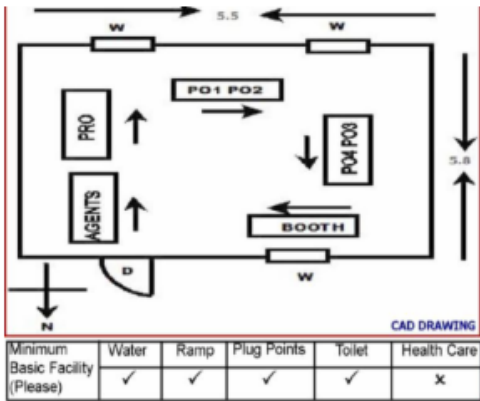 5.5
W W
PO1 PO2
PRO
PO4 PO3
5.8
AGENTS
BOOTH
D
W
N
CAD DRAWING
Minimum Basic Facility (Please) Water Ramp Plug Points Toilet Health Care
✓ ✓ ✓ ✓ x